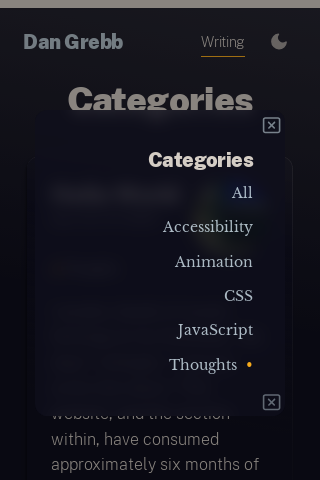 Dan Grebb
Writing
Categories
Categories
All
Accessibility
Animation
CSS
JavaScript
Thoughts •
website, and the section
within, have consumed
approximately six months of